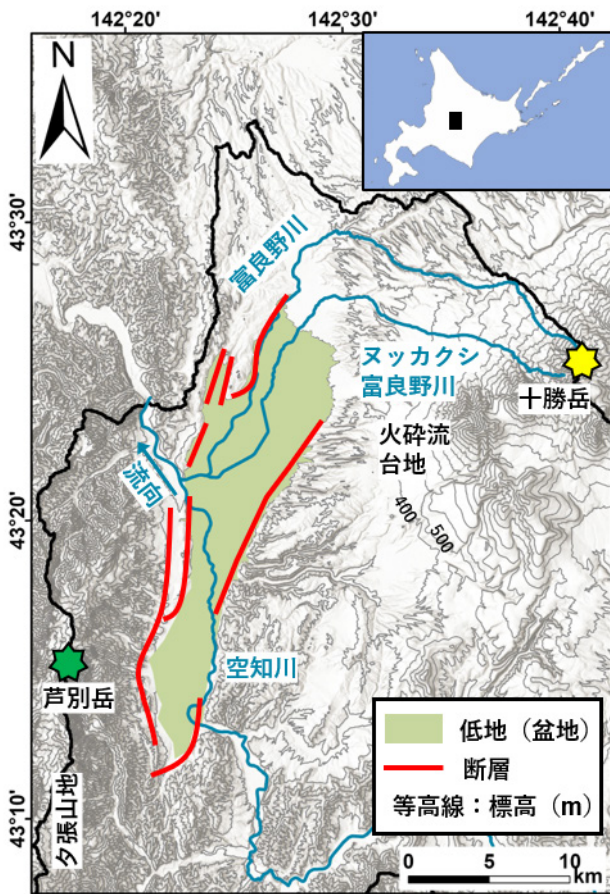 142°20'
142°30'
142°40'
N
43°30'
富良野川
ヌッカクシ
富良野川
十勝岳
火砕流
台地
400
500
流向
43°20'
空知川
芦別岳
夕張山地
43°10'
低地（盆地）
断層
等高線：標高（m）
0
5
10
km